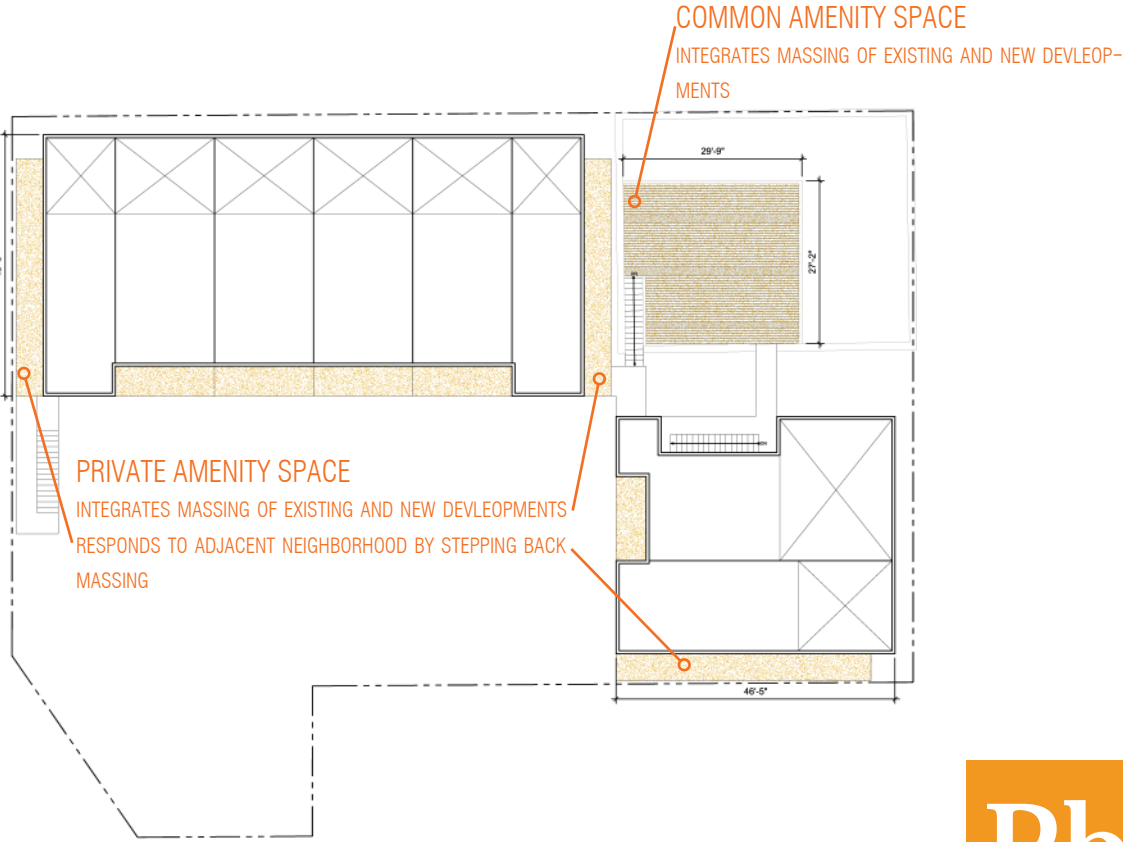 COMMON AMENITY SPACE
INTEGRATES MASSING OF EXISTING AND NEW DEVLEOP-
MENTS
29'-9"
27'-2"
PRIVATE AMENITY SPACE
INTEGRATES MASSING OF EXISTING AND NEW DEVLEOPMENTS
RESPONDS TO ADJACENT NEIGHBORHOOD BY STEPPING BACK
MASSING
46'-5"